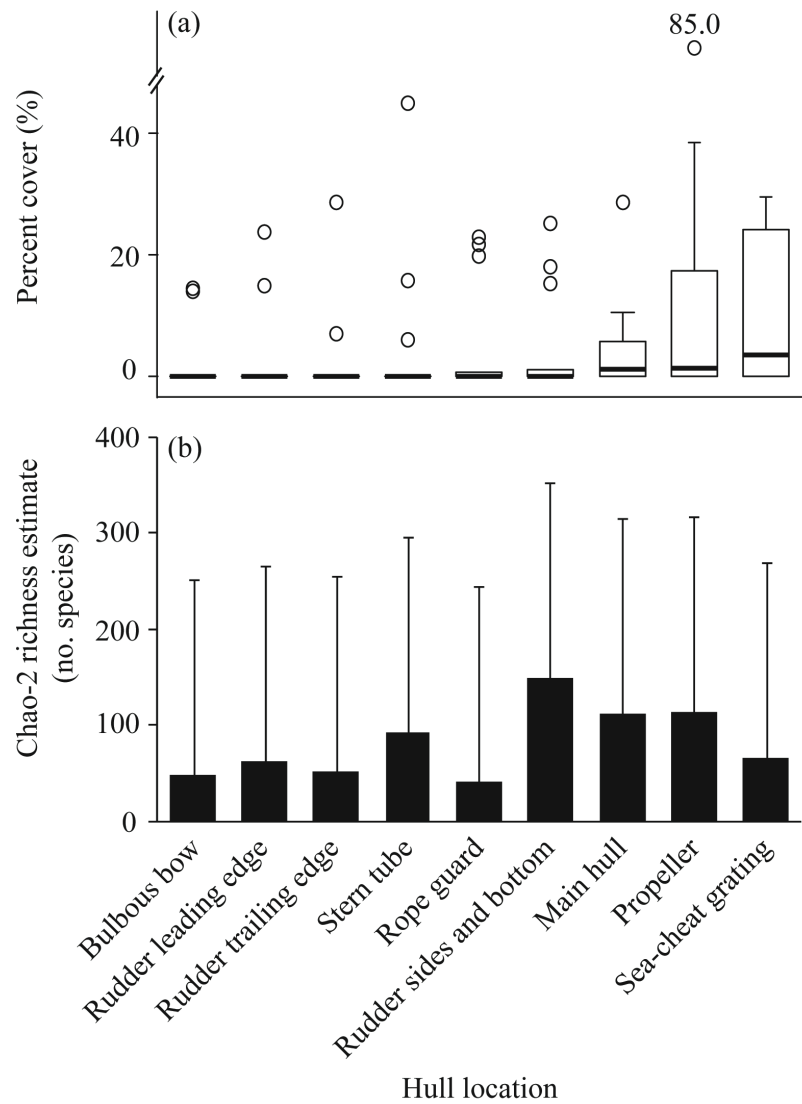 (a)
85.0
Percent cover (%)
40
20
0
(b)
Chao-2 richness estimate
(no. species)
400
300
200
100
0
Bulbous bow
Rudder leading edge
Rudder trailing edge
Stern tube
Rope guard
Rudder sides and bottom
Main hull
Propeller
Sea-cheat grating
Hull location